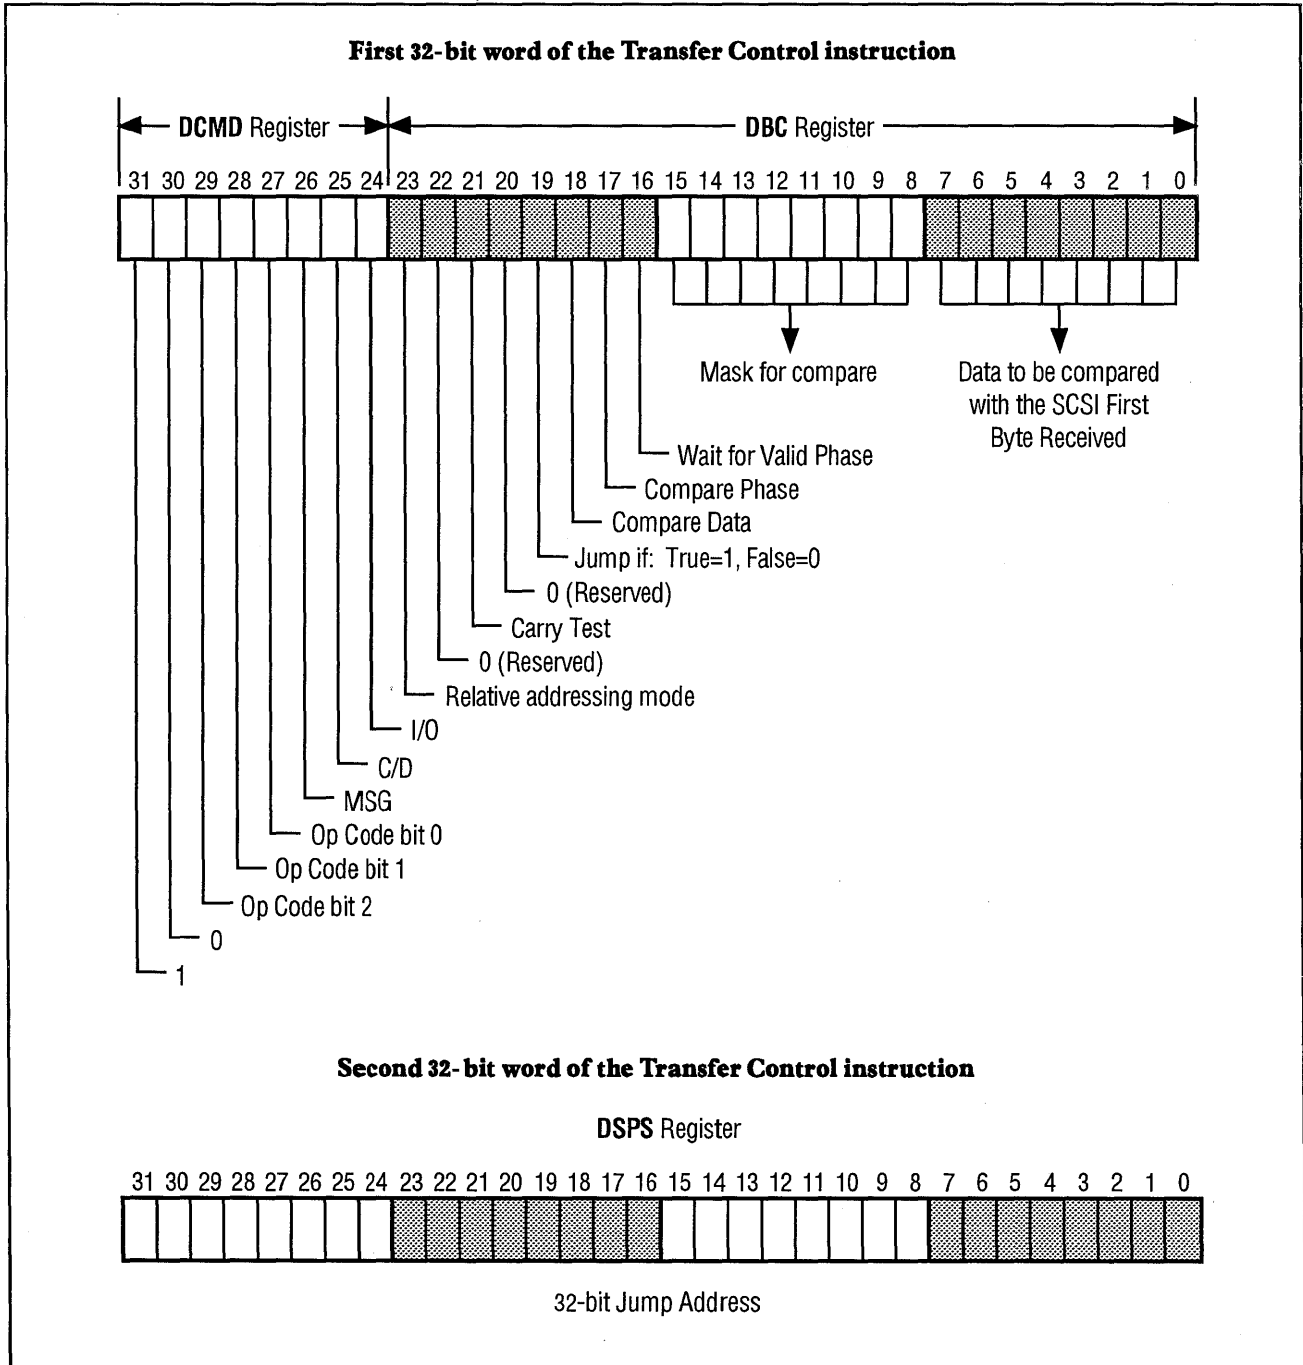 First 32-bit word of the Transfer Control instruction
DCMD Register DBC Register
31 30 29 28 27 26 25 24 23 22 21 20 19 18 17 16 15 14 13 12 11 10 9 8 7 6 5 4 3 2 1 0
Mask for compare
Data to be compared
with the SCSI First
Byte Received
Wait for Valid Phase
Compare Phase
Compare Data
Jump if: True=1, False=0
0 (Reserved)
Carry Test
0 (Reserved)
Relative addressing mode
I/O
C/D
MSG
Op Code bit 0
Op Code bit 1
Op Code bit 2
0
1
Second 32-bit word of the Transfer Control instruction
DSPS Register
31 30 29 28 27 26 25 24 23 22 21 20 19 18 17 16 15 14 13 12 11 10 9 8 7 6 5 4 3 2 1 0
32-bit Jump Address